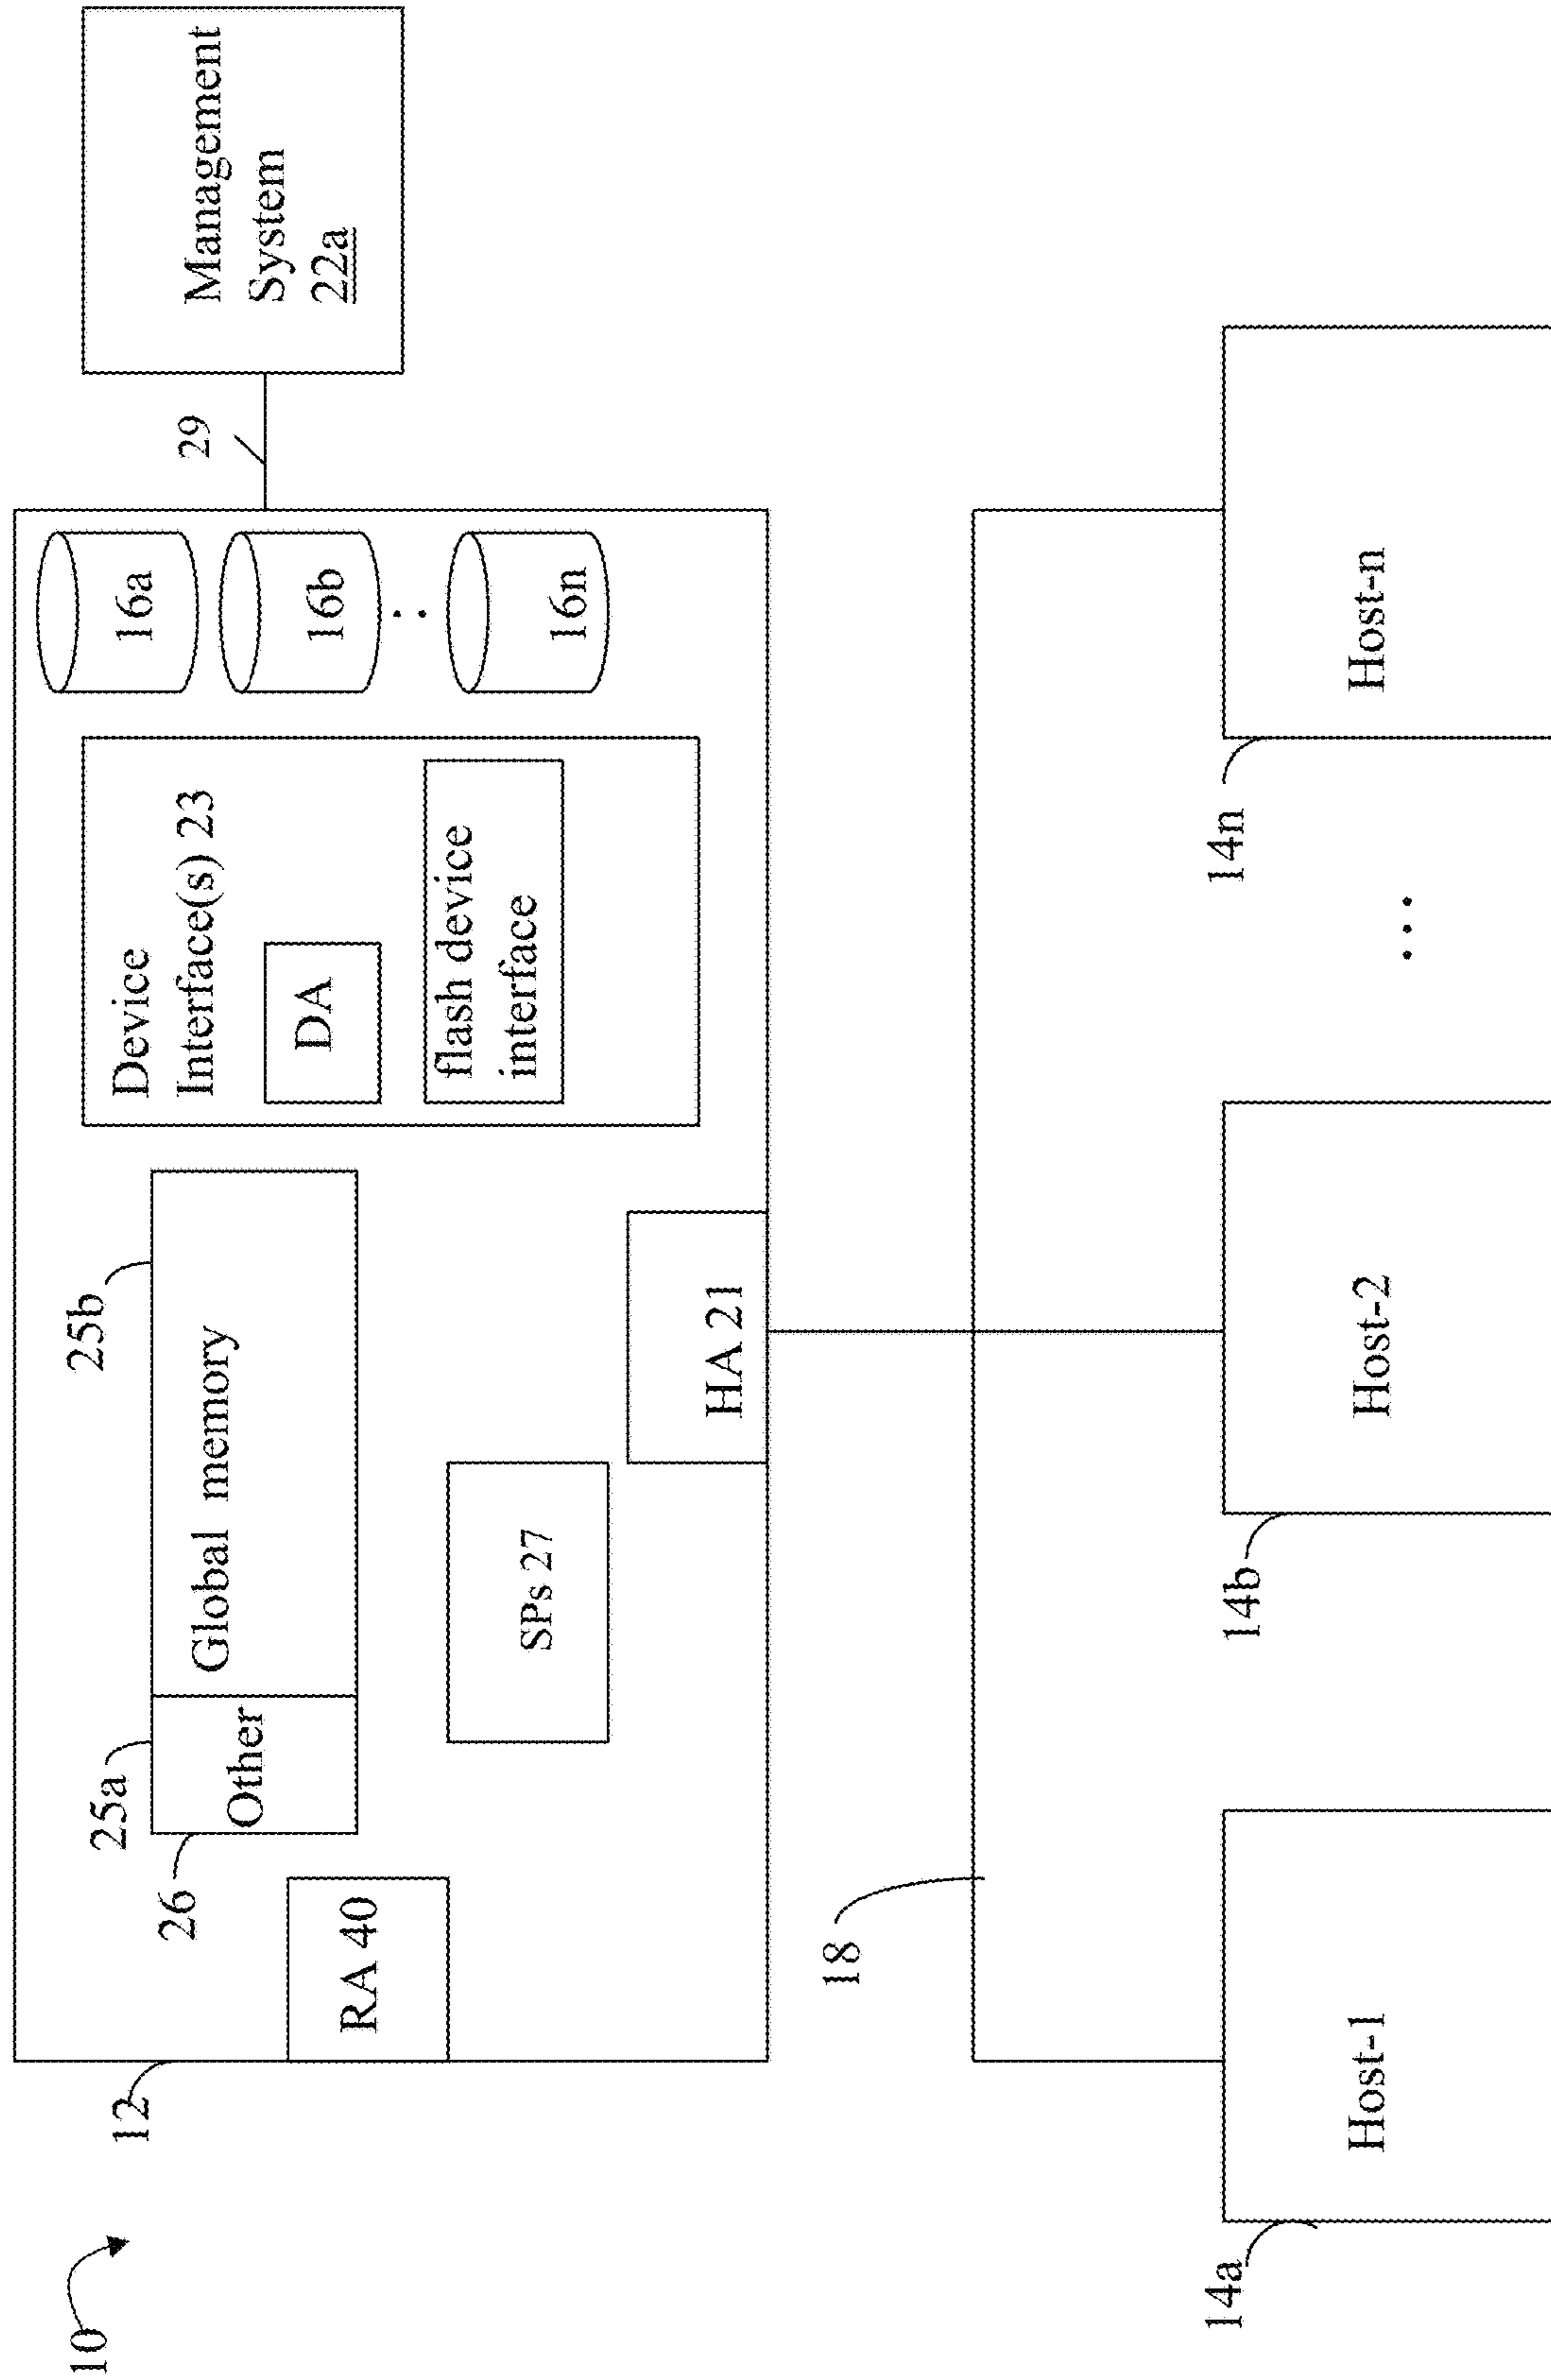 10
12
RA 40
26
25a
Other
25b
Global memory
SPs 27
HA 21
Device
Interface(s) 23
DA
flash device
interface
16a
16b
16n
29
Management
System
22a
18
14a
Host-1
14b
Host-2
...
14n
Host-n